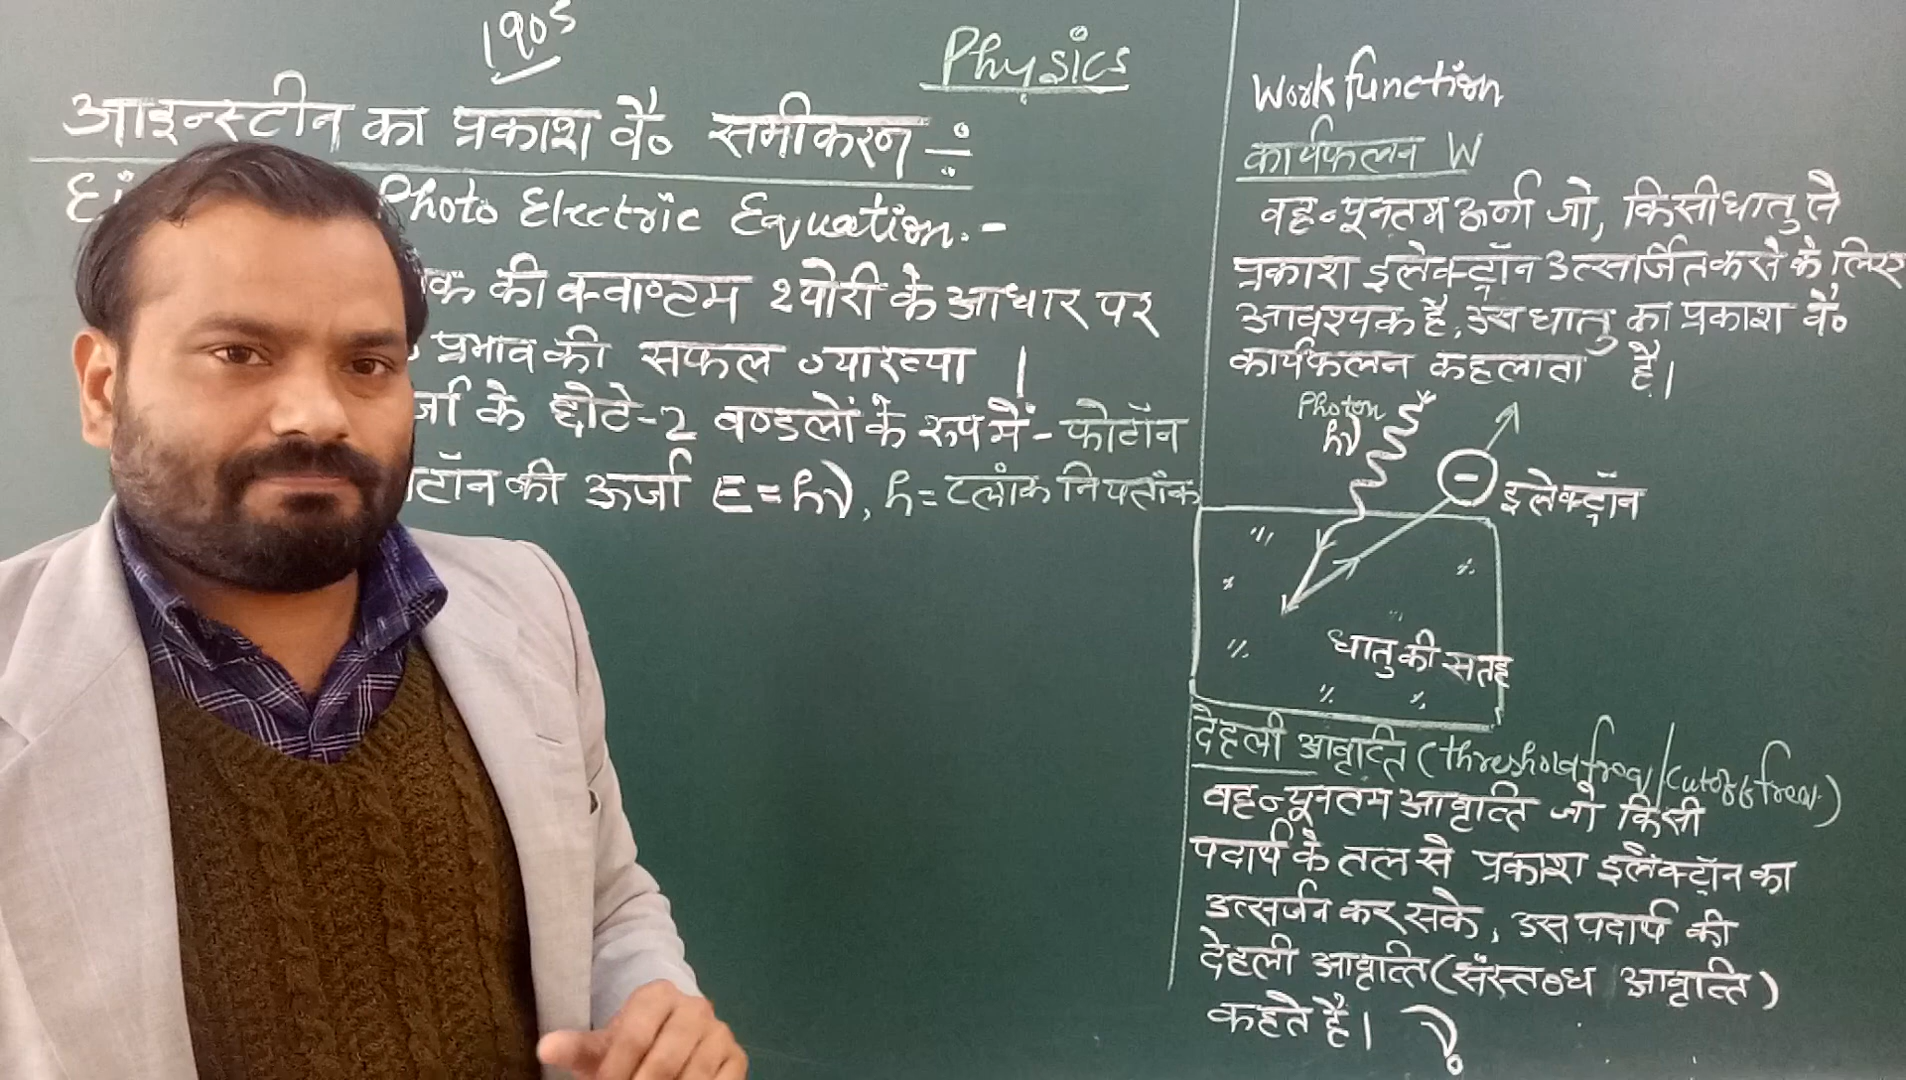 1905
Physics
आइन्स्टीन का प्रकाश वै० समीकरण ÷
Ei Photo Electric Equation.-
क की क्वाण्टम थ्योरी के आधार पर
प्रभाव की सफल व्याख्या |
र्जा के छोटे-2 बण्डलों के रूप में - फोटॉन
टॉन की ऊर्जा E=hν, h= प्लांक नियतांक
Work function
कार्यफलन W
वह न्यूनतम ऊर्जा जो, किसी धातु से
प्रकाश इलेक्ट्रॉन उत्सर्जित करने के लिए
आवश्यक है, उस धातु का प्रकाश वै०
कार्यफलन कहलाता है।
Photon
hν
-
इलेक्ट्रॉन
धातु की सतह
देहली आवृत्ति (threshold freq/cutoff freq.)
वह न्यूनतम आवृत्ति जो किसी
पदार्थ के तल से प्रकाश इलैक्ट्रॉन का
उत्सर्जन कर सके, उस पदार्थ की
देहली आवृत्ति (संस्तब्ध आवृत्ति)
कहते हैं। ν₀